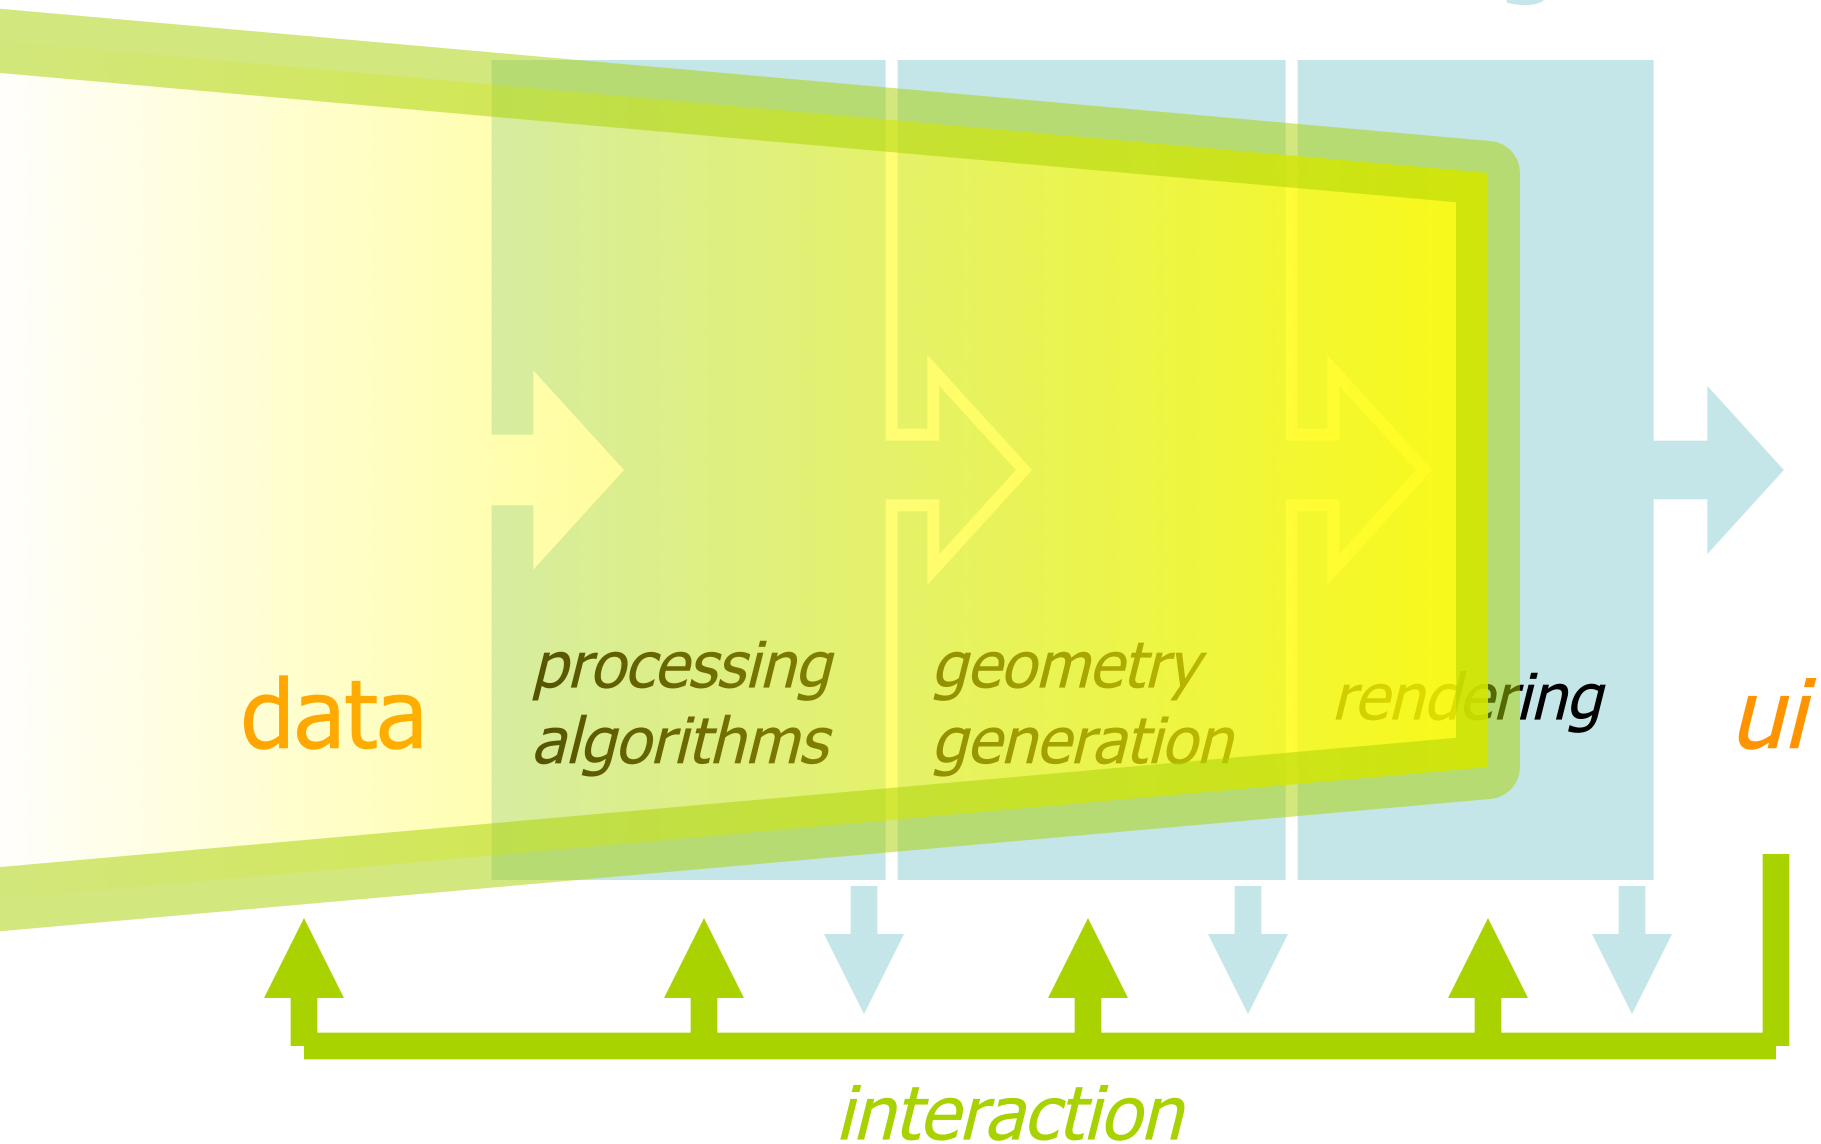 data
processing
algorithms
geometry
generation
rendering
ui
interaction